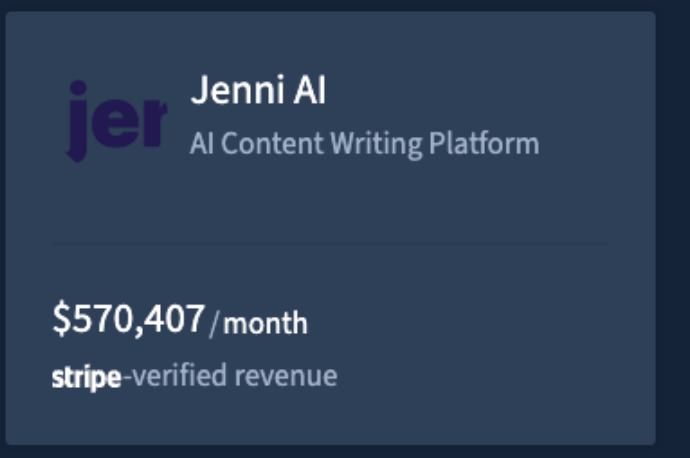 jer
Jenni AI
AI Content Writing Platform
$570,407/month
stripe-verified revenue